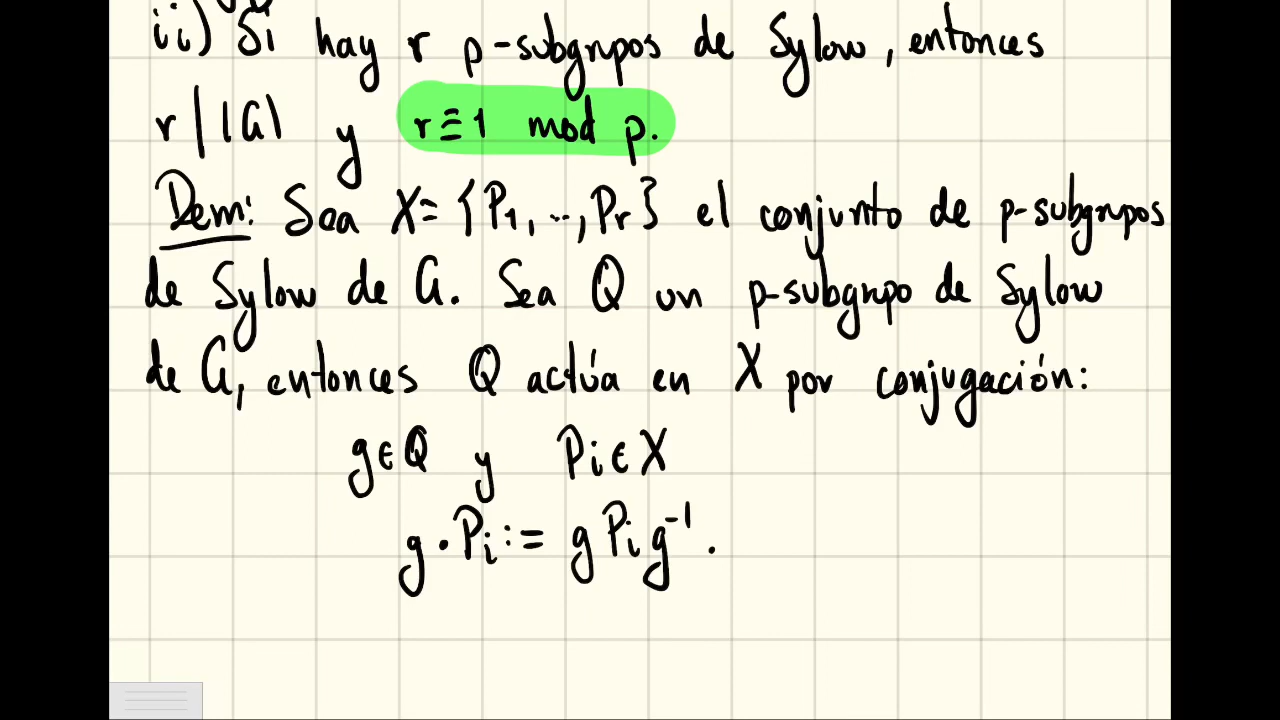 ii) Si hay r p-subgrupos de Sylow, entonces
r | |G| y r ≡ 1 mod p.
Dem: Sea X = {P₁, ..., Pr} el conjunto de p-subgrupos
de Sylow de G. Sea Q un p-subgrupo de Sylow
de G, entonces Q actúa en X por conjugación:
g ∈ Q y Pi ∈ X
g · Pi := g Pi g⁻¹.